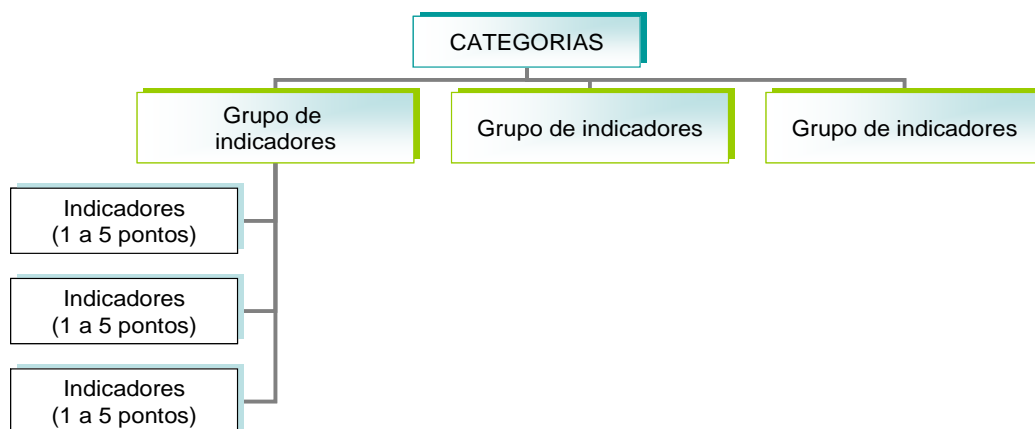 CATEGORIAS
Grupo de
indicadores
Grupo de indicadores
Grupo de indicadores
Indicadores
(1 a 5 pontos)
Indicadores
(1 a 5 pontos)
Indicadores
(1 a 5 pontos)